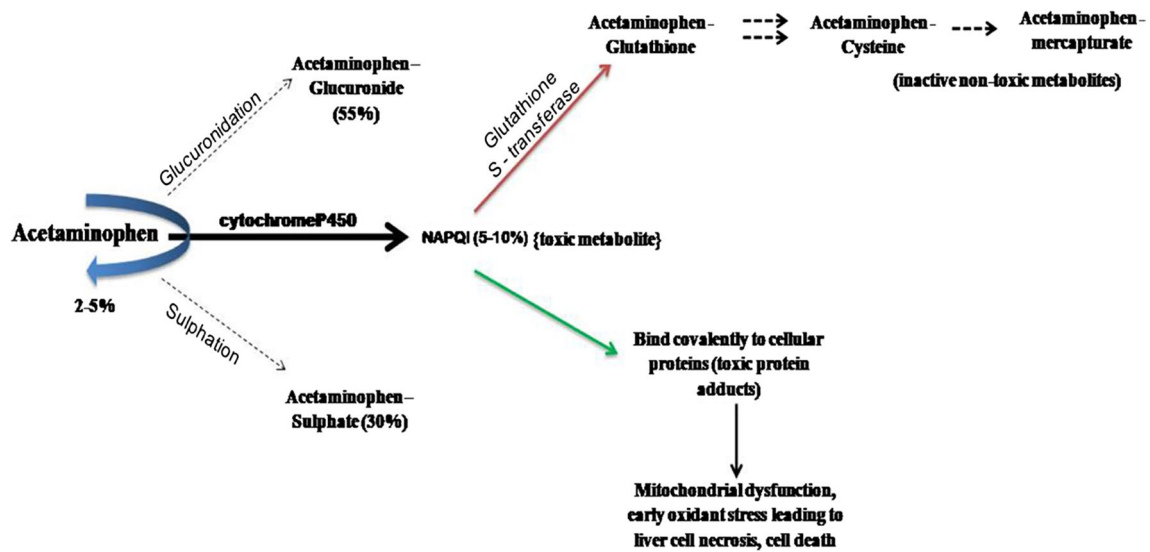 Acetaminophen–
Glutathione
Acetaminophen–
Cysteine
Acetaminophen–
mercapturate
(inactive non-toxic metabolites)
Acetaminophen–
Glucuronide
(55%)
Glucuronidation
Glutathione
S - transferase
Acetaminophen
cytochromeP450
NAPQI (5-10%) {toxic metabolite}
2-5%
Sulphation
Acetaminophen–
Sulphate (30%)
Bind covalently to cellular
proteins (toxic protein
adducts)
Mitochondrial dysfunction,
early oxidant stress leading to
liver cell necrosis, cell death